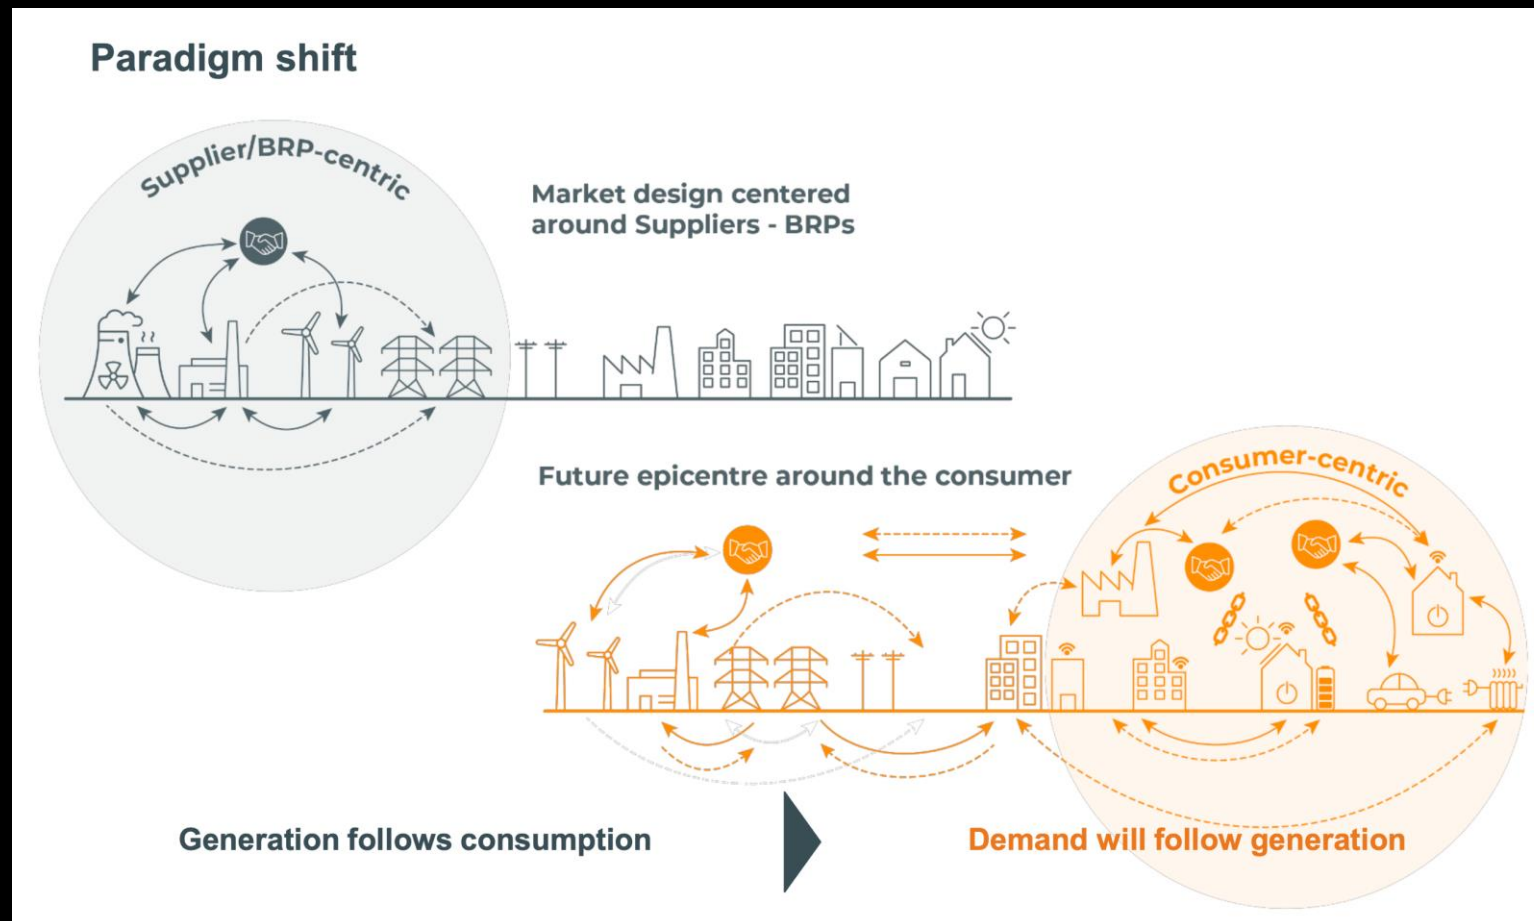 Paradigm shift
Supplier/BRP-centric
Market design centered
around Suppliers - BRPs
Future epicentre around the consumer
Consumer-centric
Generation follows consumption
Demand will follow generation